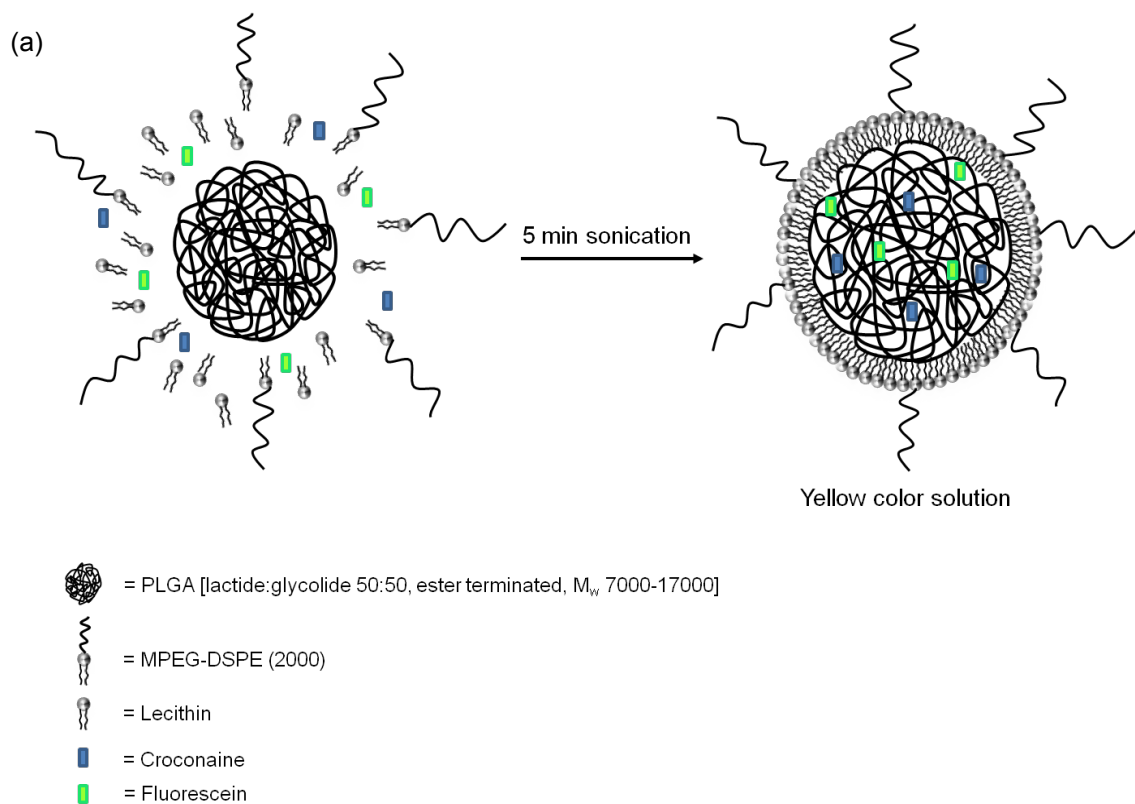 (a)
5 min sonication
Yellow color solution
= PLGA [lactide:glycolide 50:50, ester terminated, Mw 7000-17000]
= MPEG-DSPE (2000)
= Lecithin
= Croconaine
= Fluorescein